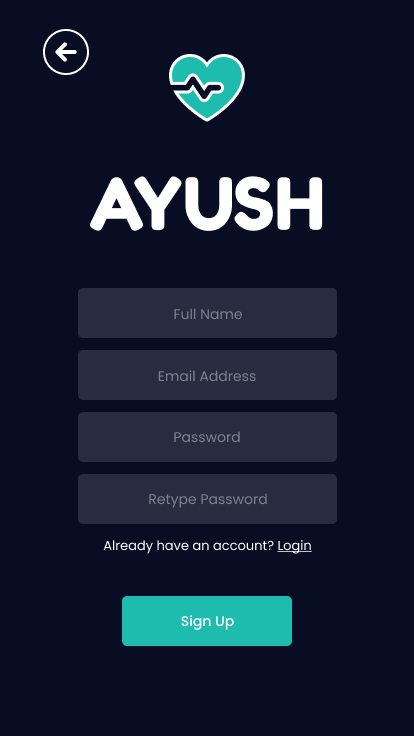 AYUSH
Full Name
Email Address
Password
Retype Password
Already have an account? Login
Sign Up